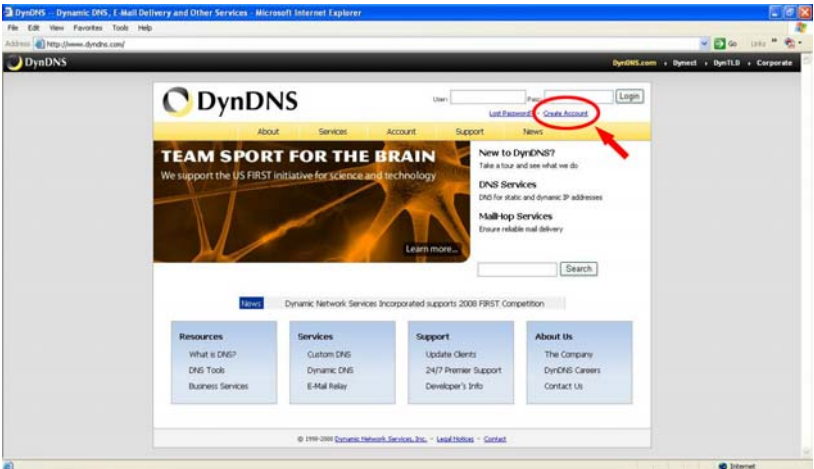 DynDNS -- Dynamic DNS, E-Mail Delivery and Other Services - Microsoft Internet Explorer
File Edit View Favorites Tools Help
Address http://www.dyndns.com/ Go Links
DynDNS
DynDNS.com Dynect DynTLD Corporate
DynDNS
User: Pass: Login
Lost Password? - Create Account
About Services Account Support News
TEAM SPORT FOR THE BRAIN
We support the US FIRST initiative for science and technology
Learn more...
New to DynDNS?
Take a tour and see what we do
DNS Services
DNS for static and dynamic IP addresses
MailHop Services
Ensure reliable mail delivery
Search
News Dynamic Network Services Incorporated supports 2008 FIRST Competition
Resources
What is DNS?
DNS Tools
Business Services
Services
Custom DNS
Dynamic DNS
E-Mail Relay
Support
Update Clients
24/7 Premier Support
Developer's Info
About Us
The Company
DynDNS Careers
Contact Us
© 1998-2008 Dynamic Network Services, Inc. - Legal Notices - Contact
Internet